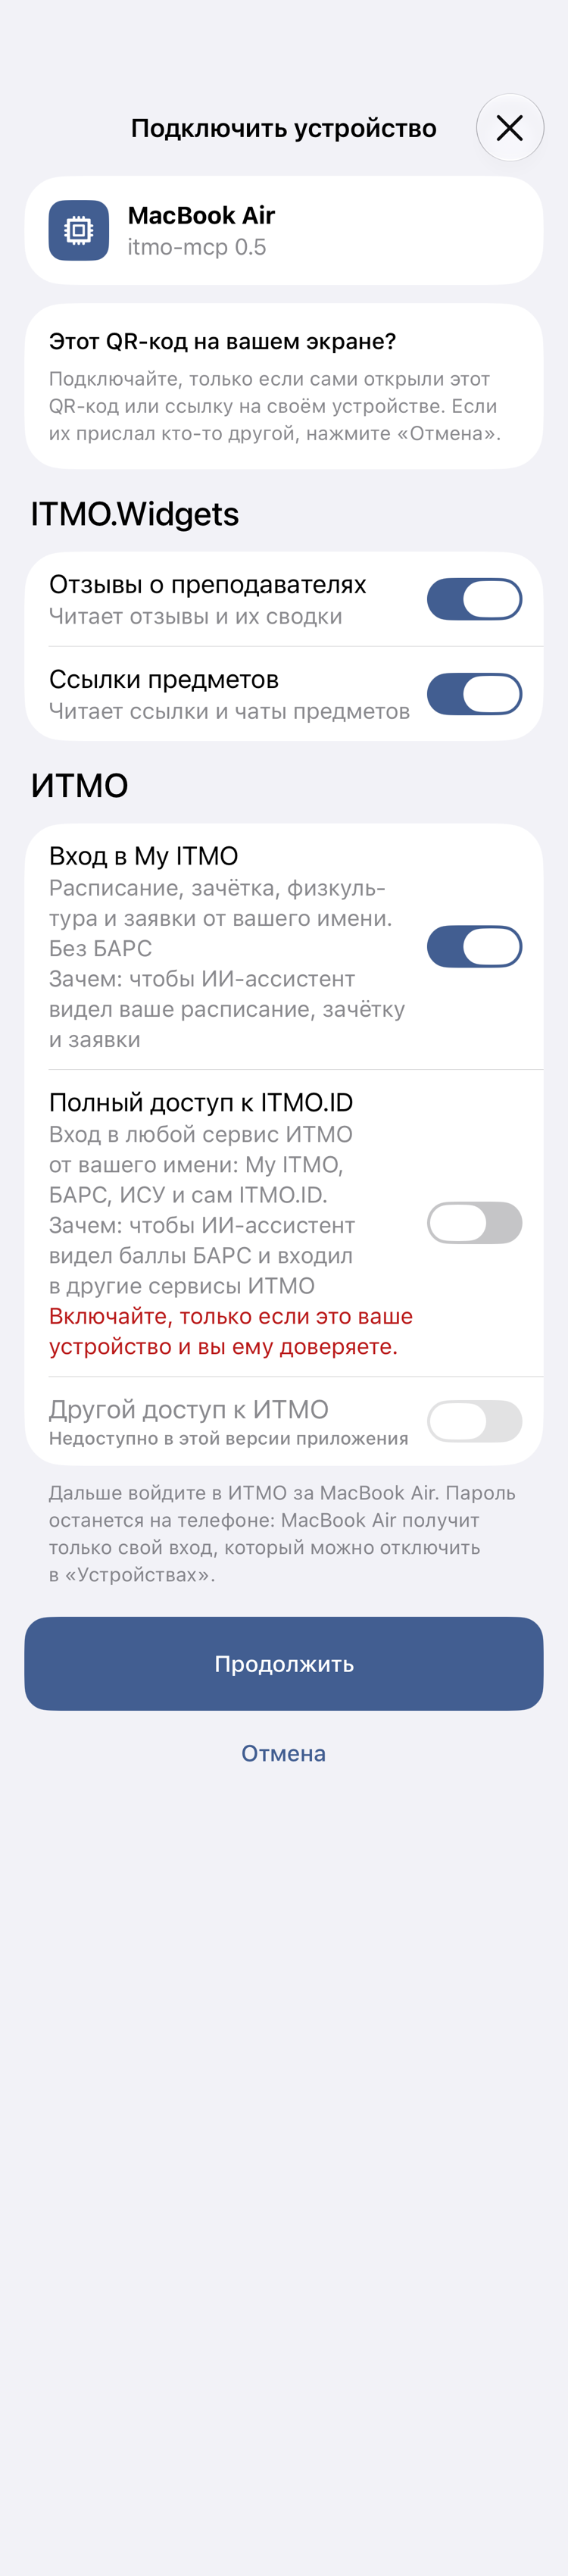 Подключить устройство
MacBook Air
itmo-mcp 0.5
Этот QR-код на вашем экране?
Подключайте, только если сами открыли этот
QR-код или ссылку на своём устройстве. Если
их прислал кто-то другой, нажмите «Отмена».
ITMO.Widgets
Отзывы о преподавателях
Читает отзывы и их сводки
Ссылки предметов
Читает ссылки и чаты предметов
ИТМО
Вход в My ITMO
Расписание, зачётка, физкуль-
тура и заявки от вашего имени.
Без БАРС
Зачем: чтобы ИИ-ассистент
видел ваше расписание, зачётку
и заявки
Полный доступ к ITMO.ID
Вход в любой сервис ИТМО
от вашего имени: My ITMO,
БАРС, ИСУ и сам ITMO.ID.
Зачем: чтобы ИИ-ассистент
видел баллы БАРС и входил
в другие сервисы ИТМО
Включайте, только если это ваше
устройство и вы ему доверяете.
Другой доступ к ИТМО
Недоступно в этой версии приложения
Дальше войдите в ИТМО за MacBook Air. Пароль
останется на телефоне: MacBook Air получит
только свой вход, который можно отключить
в «Устройствах».
Продолжить
Отмена